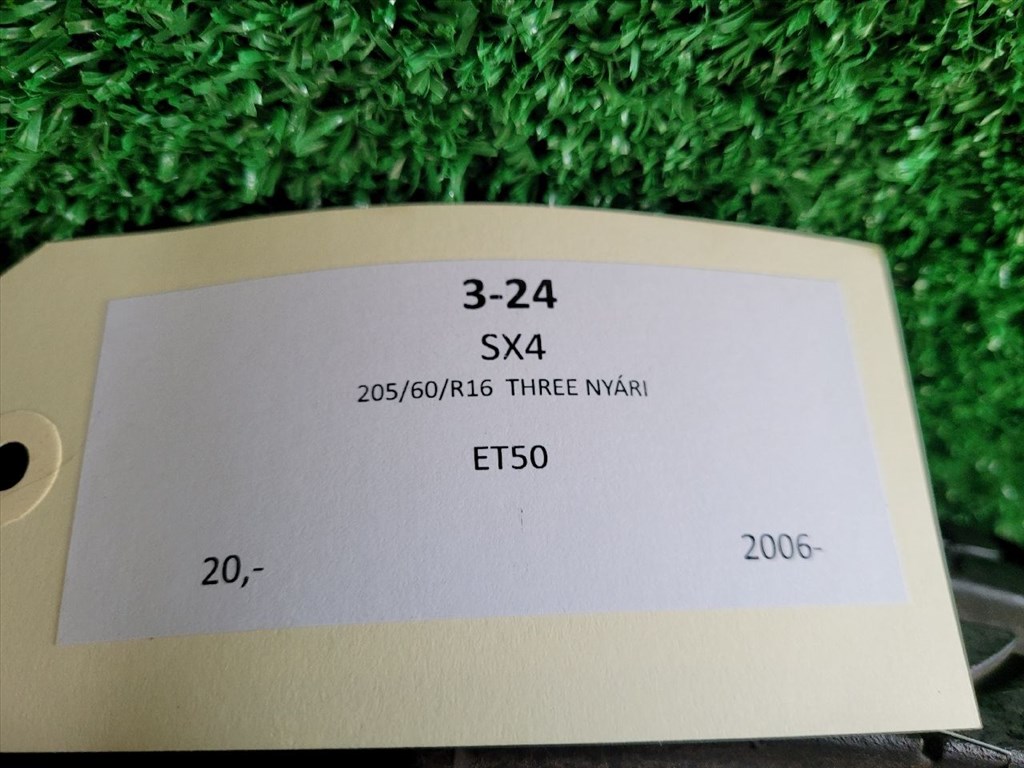 3-24
SX4
205/60/R16 THREE NYÁRI
ET50
20,-
2006-